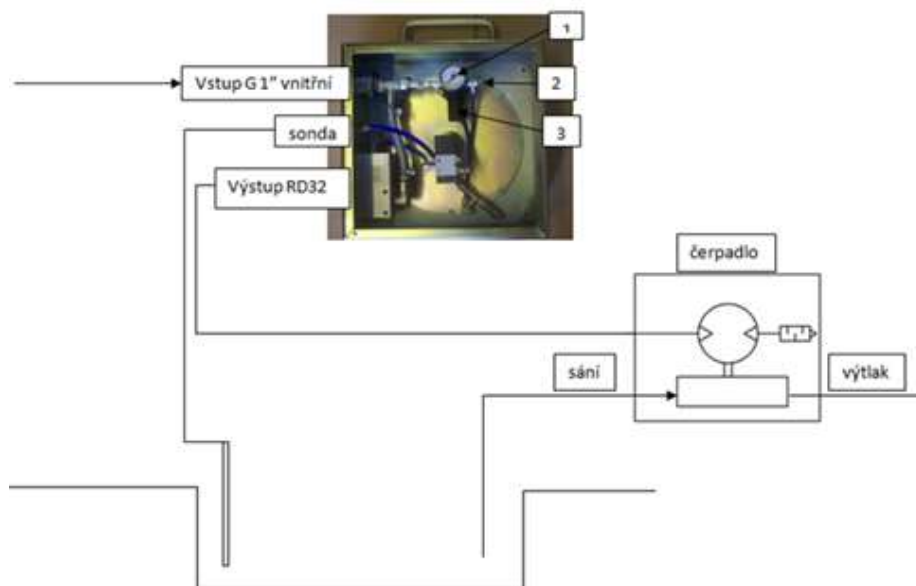 1
Vstup G 1" vnitřní
2
sonda
3
Výstup RD32
čerpadlo
sání
výtlak